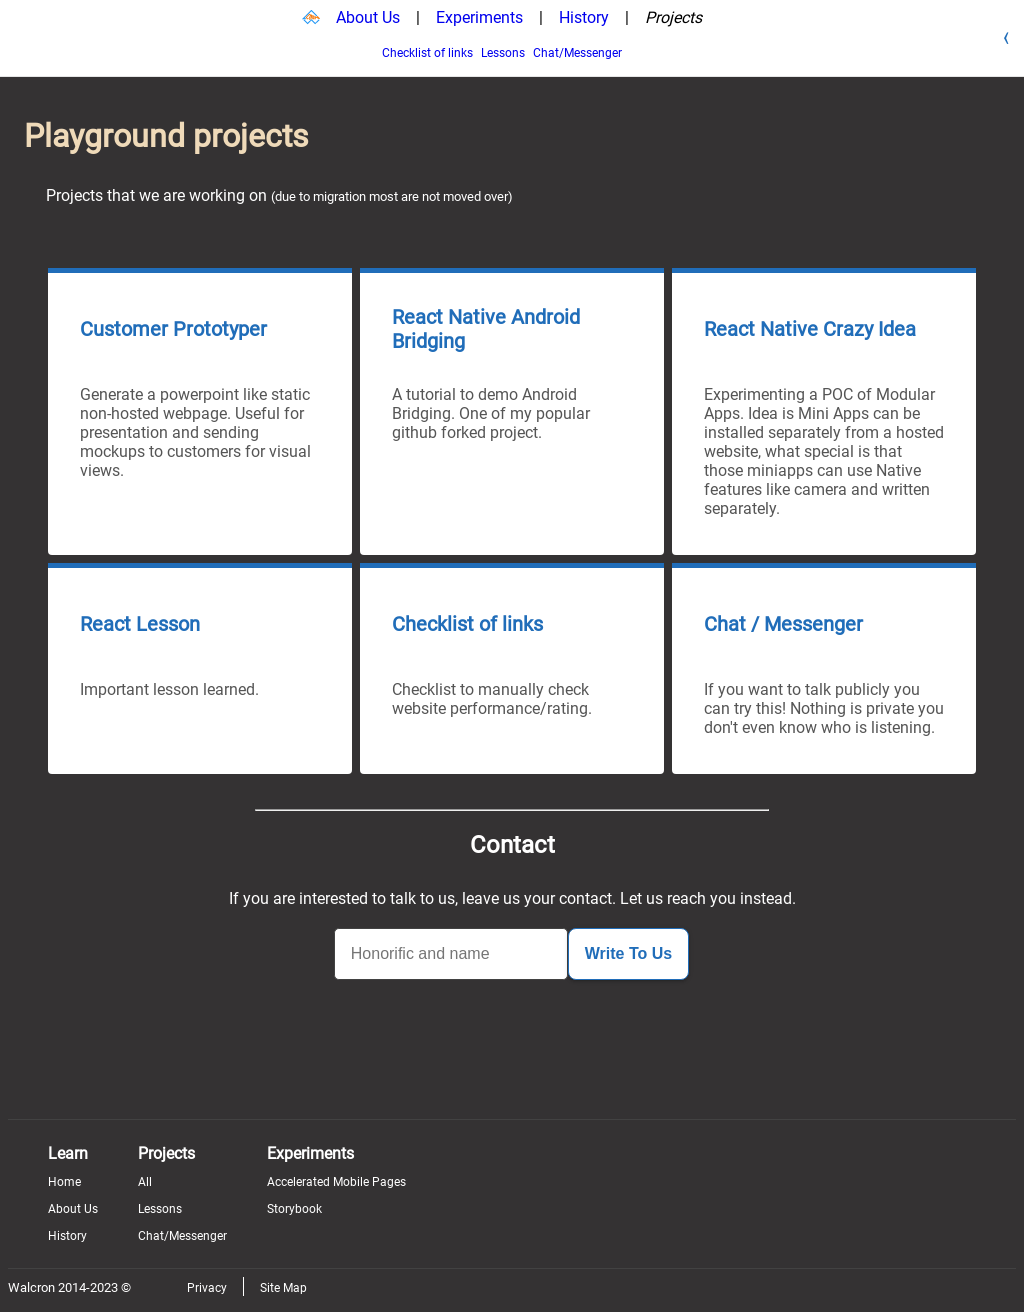 About Us | Experiments | History | Projects
Checklist of links Lessons Chat/Messenger
Playground projects
Projects that we are working on (due to migration most are not moved over)
Customer Prototyper
Generate a powerpoint like static
non-hosted webpage. Useful for
presentation and sending
mockups to customers for visual
views.
React Native Android
Bridging
A tutorial to demo Android
Bridging. One of my popular
github forked project.
React Native Crazy Idea
Experimenting a POC of Modular
Apps. Idea is Mini Apps can be
installed separately from a hosted
website, what special is that
those miniapps can use Native
features like camera and written
separately.
React Lesson
Important lesson learned.
Checklist of links
Checklist to manually check
website performance/rating.
Chat / Messenger
If you want to talk publicly you
can try this! Nothing is private you
don't even know who is listening.
Contact
If you are interested to talk to us, leave us your contact. Let us reach you instead.
Honorific and name
Write To Us
Learn
Home
About Us
History
Projects
All
Lessons
Chat/Messenger
Experiments
Accelerated Mobile Pages
Storybook
Walcron 2014-2023 ©
Privacy
Site Map